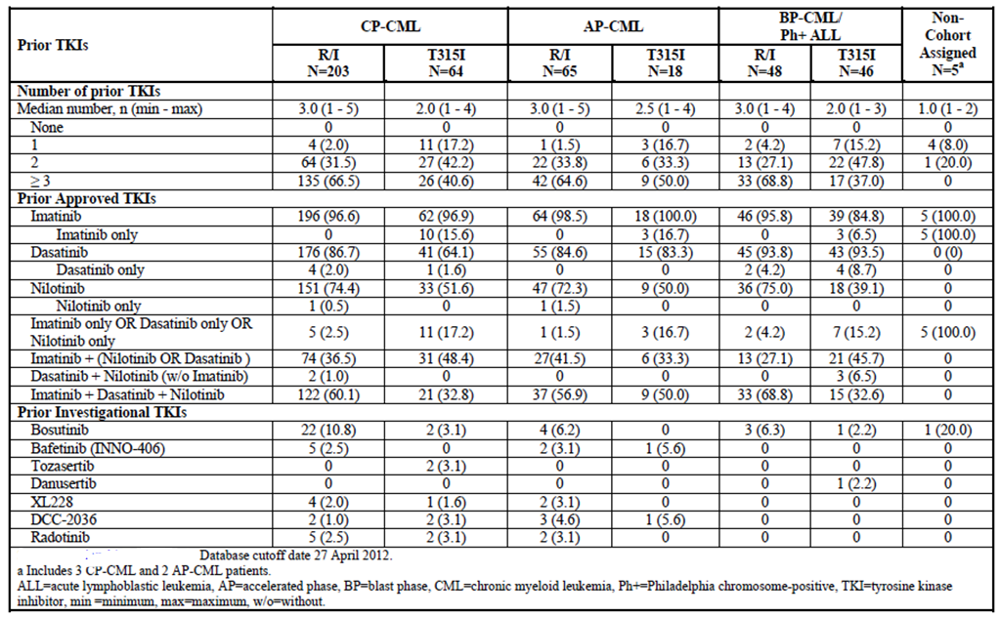 Prior TKIs CP-CML AP-CML BP-CML/ Ph+ ALL Non-Cohort Assigned N=5a
R/I N=203 T315I N=64 R/I N=65 T315I N=18 R/I N=48 T315I N=46
Number of prior TKIs
Median number, n (min - max) 3.0 (1 - 5) 2.0 (1 - 4) 3.0 (1 - 5) 2.5 (1 - 4) 3.0 (1 - 4) 2.0 (1 - 3) 1.0 (1 - 2)
None 0 0 0 0 0 0 0
1 4 (2.0) 11 (17.2) 1 (1.5) 3 (16.7) 2 (4.2) 7 (15.2) 4 (8.0)
2 64 (31.5) 27 (42.2) 22 (33.8) 6 (33.3) 13 (27.1) 22 (47.8) 1 (20.0)
≥ 3 135 (66.5) 26 (40.6) 42 (64.6) 9 (50.0) 33 (68.8) 17 (37.0) 0
Prior Approved TKIs
Imatinib 196 (96.6) 62 (96.9) 64 (98.5) 18 (100.0) 46 (95.8) 39 (84.8) 5 (100.0)
Imatinib only 0 10 (15.6) 0 3 (16.7) 0 3 (6.5) 5 (100.0)
Dasatinib 176 (86.7) 41 (64.1) 55 (84.6) 15 (83.3) 45 (93.8) 43 (93.5) 0 (0)
Dasatinib only 4 (2.0) 1 (1.6) 0 0 2 (4.2) 4 (8.7) 0
Nilotinib 151 (74.4) 33 (51.6) 47 (72.3) 9 (50.0) 36 (75.0) 18 (39.1) 0
Nilotinib only 1 (0.5) 0 1 (1.5) 0 0 0 0
Imatinib only OR Dasatinib only OR
Nilotinib only 5 (2.5) 11 (17.2) 1 (1.5) 3 (16.7) 2 (4.2) 7 (15.2) 5 (100.0)
Imatinib + (Nilotinib OR Dasatinib ) 74 (36.5) 31 (48.4) 27(41.5) 6 (33.3) 13 (27.1) 21 (45.7) 0
Dasatinib + Nilotinib (w/o Imatinib) 2 (1.0) 0 0 0 0 3 (6.5) 0
Imatinib + Dasatinib + Nilotinib 122 (60.1) 21 (32.8) 37 (56.9) 9 (50.0) 33 (68.8) 15 (32.6) 0
Prior Investigational TKIs
Bosutinib 22 (10.8) 2 (3.1) 4 (6.2) 0 3 (6.3) 1 (2.2) 1 (20.0)
Bafetinib (INNO-406) 5 (2.5) 0 2 (3.1) 1 (5.6) 0 0 0
Tozasertib 0 2 (3.1) 0 0 0 0 0
Danusertib 0 0 0 0 0 1 (2.2) 0
XL228 4 (2.0) 1 (1.6) 2 (3.1) 0 0 0 0
DCC-2036 2 (1.0) 2 (3.1) 3 (4.6) 1 (5.6) 0 0 0
Radotinib 5 (2.5) 2 (3.1) 2 (3.1) 0 0 0 0
Database cutoff date 27 April 2012.
a Includes 3 CP-CML and 2 AP-CML patients.
ALL=acute lymphoblastic leukemia, AP=accelerated phase, BP=blast phase, CML=chronic myeloid leukemia, Ph+=Philadelphia chromosome-positive, TKI=tyrosine kinase
inhibitor, min =minimum, max=maximum, w/o=without.